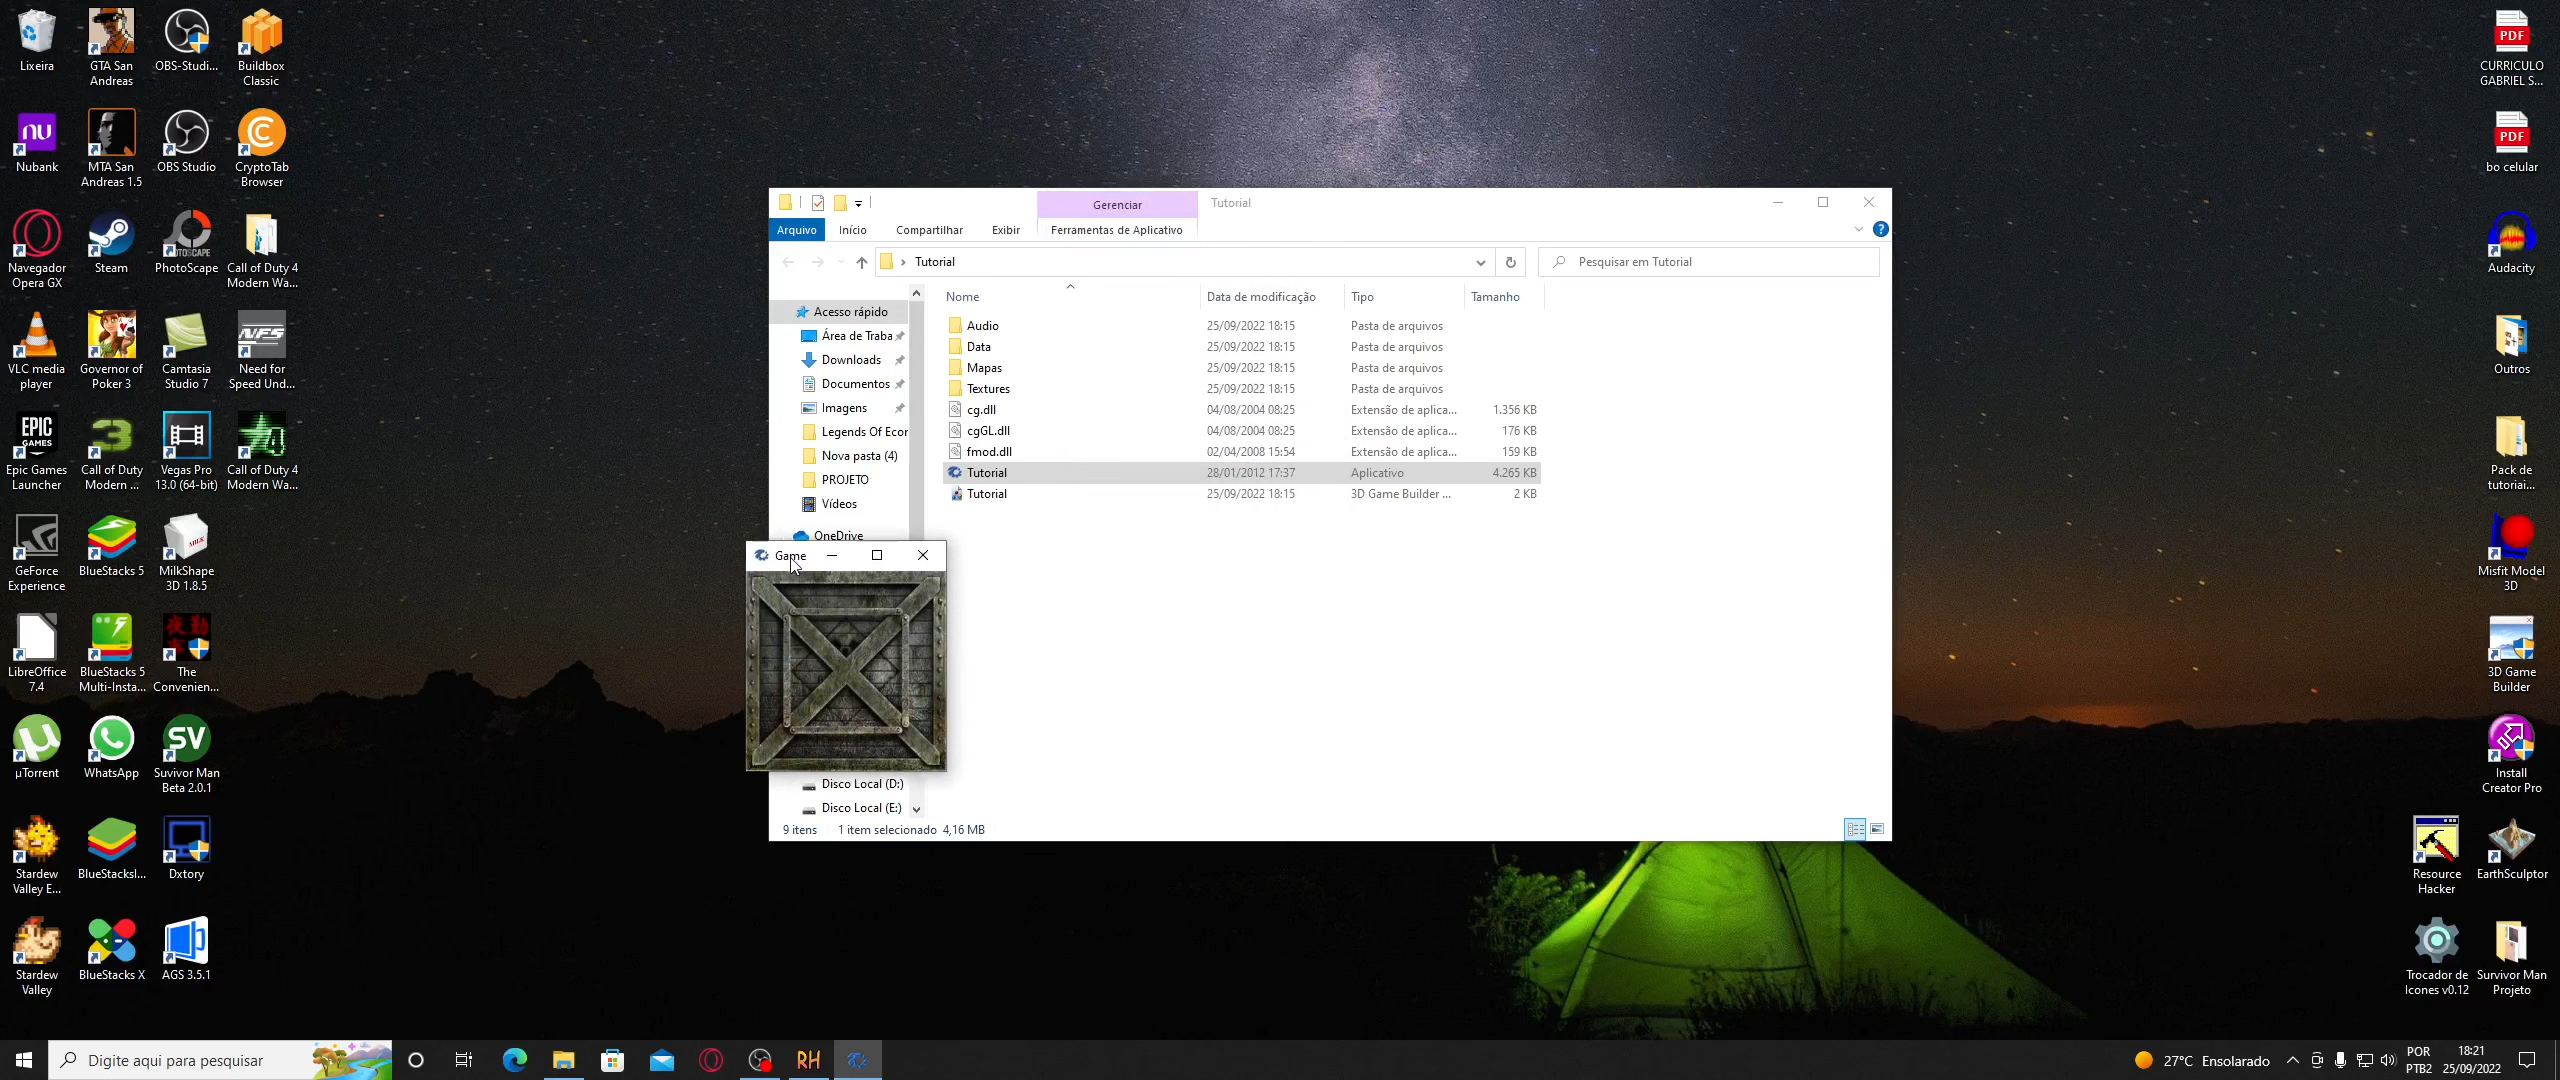 Lixeira
GTA San
Andreas
OBS-Studi...
Buildbox
Classic
Nubank
MTA San
Andreas 1.5
OBS Studio
CryptoTab
Browser
Navegador
Opera GX
Steam
PhotoScape
Call of Duty 4
Modern Wa...
VLC media
player
Governor of
Poker 3
Camtasia
Studio 7
Need for
Speed Und...
Epic Games
Launcher
Call of Duty
Modern ...
Vegas Pro
13.0 (64-bit)
Call of Duty 4
Modern Wa...
GeForce
Experience
BlueStacks 5
MilkShape
3D 1.8.5
LibreOffice
7.4
BlueStacks 5
Multi-Insta...
The
Convenien...
µTorrent
WhatsApp
Suvivor Man
Beta 2.0.1
Stardew
Valley E...
BlueStacksI...
Dxtory
Stardew
Valley
BlueStacks X
AGS 3.5.1
Gerenciar
Tutorial
Arquivo
Início
Compartilhar
Exibir
Ferramentas de Aplicativo
Tutorial
Pesquisar em Tutorial
Nome
Data de modificação
Tipo
Tamanho
Acesso rápido
Área de Traba
Downloads
Documentos
Imagens
Legends Of Ecor
Nova pasta (4)
PROJETO
Vídeos
OneDrive
Audio 25/09/2022 18:15 Pasta de arquivos
Data 25/09/2022 18:15 Pasta de arquivos
Mapas 25/09/2022 18:15 Pasta de arquivos
Textures 25/09/2022 18:15 Pasta de arquivos
cg.dll 04/08/2004 08:25 Extensão de aplica... 1.356 KB
cgGL.dll 04/08/2004 08:25 Extensão de aplica... 176 KB
fmod.dll 02/04/2008 15:54 Extensão de aplica... 159 KB
Tutorial 28/01/2012 17:37 Aplicativo 4.265 KB
Tutorial 25/09/2022 18:15 3D Game Builder ... 2 KB
Game
Disco Local (D:)
Disco Local (E:)
9 itens 1 item selecionado 4,16 MB
PDF
CURRICULO
GABRIEL S...
PDF
bo celular
Audacity
Outros
Pack de
tutoriai...
Misfit Model
3D
3D Game
Builder
Install
Creator Pro
Resource
Hacker
EarthSculptor
Trocador de
Icones v0.12
Survivor Man
Projeto
Digite aqui para pesquisar
RH
27°C Ensolarado
POR
PTB2
18:21
25/09/2022